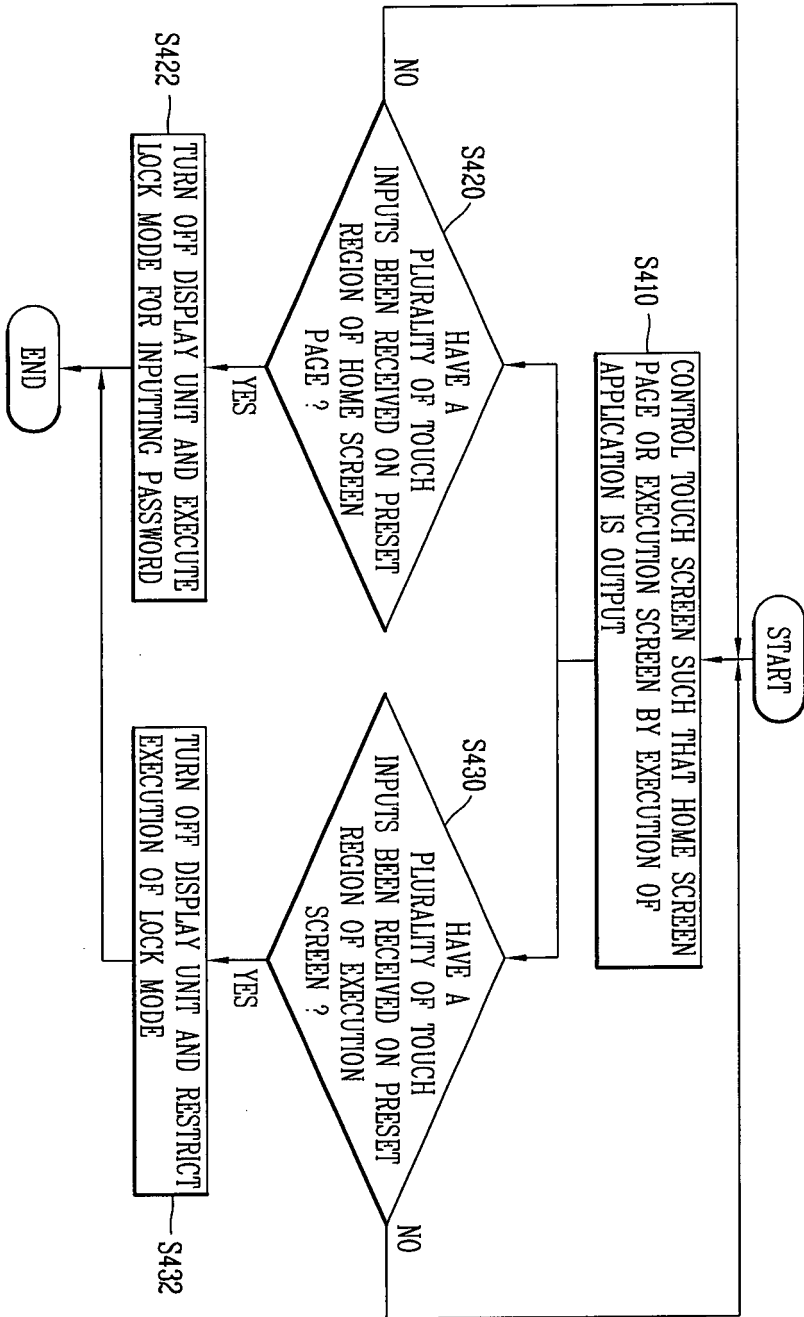 START
S410
CONTROL TOUCH SCREEN SUCH THAT HOME SCREEN
PAGE OR EXECUTION SCREEN BY EXECUTION OF
APPLICATION IS OUTPUT
S420
HAVE A
PLURALITY OF TOUCH
INPUTS BEEN RECEIVED ON PRESET
REGION OF HOME SCREEN
PAGE ?
NO
YES
S422
TURN OFF DISPLAY UNIT AND EXECUTE
LOCK MODE FOR INPUTTING PASSWORD
S430
HAVE A
PLURALITY OF TOUCH
INPUTS BEEN RECEIVED ON PRESET
REGION OF EXECUTION
SCREEN ?
NO
YES
TURN OFF DISPLAY UNIT AND RESTRICT
EXECUTION OF LOCK MODE
S432
END